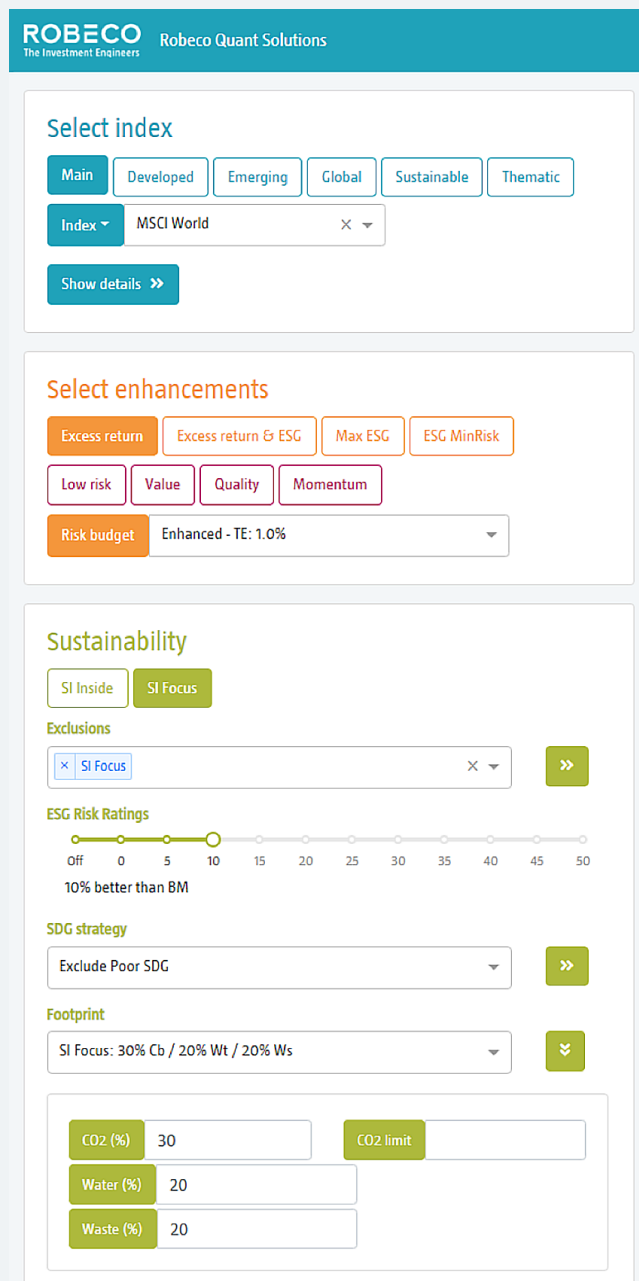 ROBECO
The Investment Engineers
Robeco Quant Solutions
Select index
Main Developed Emerging Global Sustainable Thematic
Index MSCI World ×
Show details »
Select enhancements
Excess return Excess return & ESG Max ESG ESG MinRisk
Low risk Value Quality Momentum
Risk budget Enhanced - TE: 1.0%
Sustainability
SI Inside SI Focus
Exclusions
× SI Focus × »
ESG Risk Ratings
Off 0 5 10 15 20 25 30 35 40 45 50
10% better than BM
SDG strategy
Exclude Poor SDG »
Footprint
SI Focus: 30% Cb / 20% Wt / 20% Ws
CO2 (%) 30 CO2 limit
Water (%) 20
Waste (%) 20